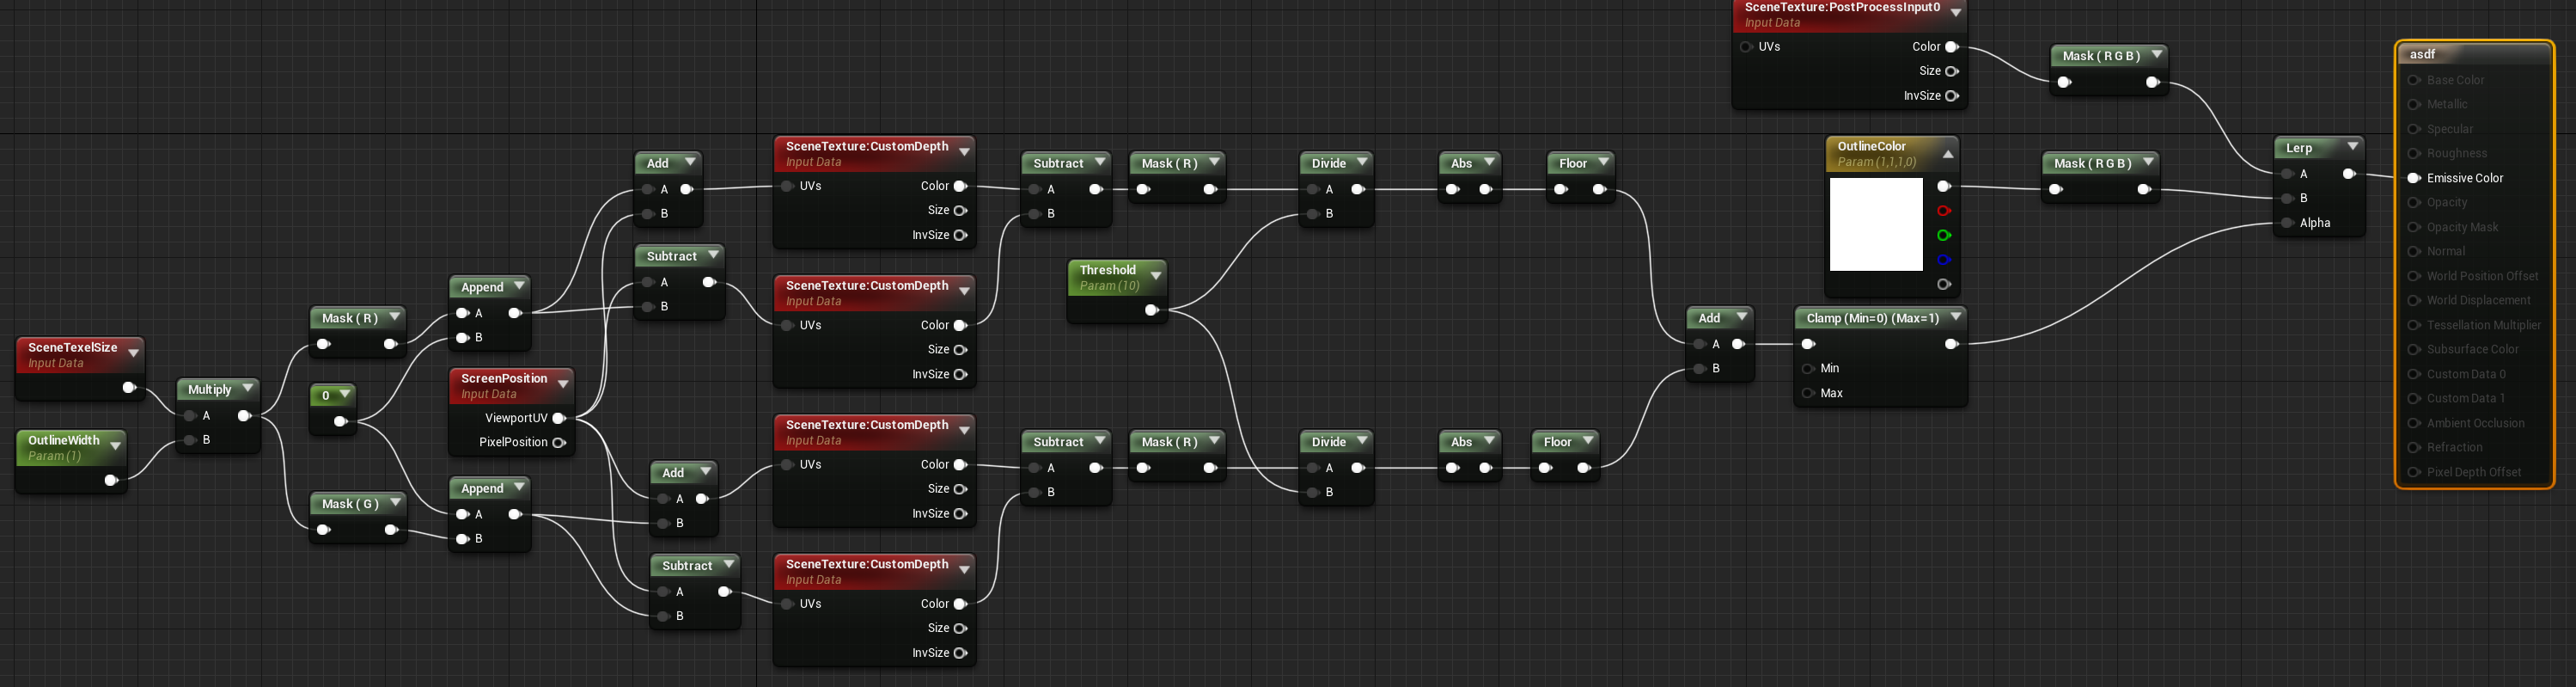 SceneTexture:PostProcessInput0
Input Data
UVs
Color
Size
InvSize
Mask ( R G B )
asdf
Base Color
Metallic
Specular
Roughness
Emissive Color
Opacity
Opacity Mask
Normal
World Position Offset
World Displacement
Tessellation Multiplier
Subsurface Color
Custom Data 0
Custom Data 1
Ambient Occlusion
Refraction
Pixel Depth Offset
Add
A
B
SceneTexture:CustomDepth
Input Data
UVs
Color
Size
InvSize
Subtract
A
B
Mask ( R )
Divide
A
B
Abs
Floor
OutlineColor
Param (1,1,1,0)
Mask ( R G B )
Lerp
A
B
Alpha
Subtract
A
B
SceneTexture:CustomDepth
Input Data
UVs
Color
Size
InvSize
Threshold
Param (10)
Append
A
B
Mask ( R )
SceneTexelSize
Input Data
Multiply
A
B
0
OutlineWidth
Param (1)
ScreenPosition
Input Data
ViewportUV
PixelPosition
Add
A
B
Clamp (Min=0) (Max=1)
Min
Max
Mask ( G )
Append
A
B
Add
A
B
SceneTexture:CustomDepth
Input Data
UVs
Color
Size
InvSize
Subtract
A
B
Mask ( R )
Divide
A
B
Abs
Floor
Subtract
A
B
SceneTexture:CustomDepth
Input Data
UVs
Color
Size
InvSize